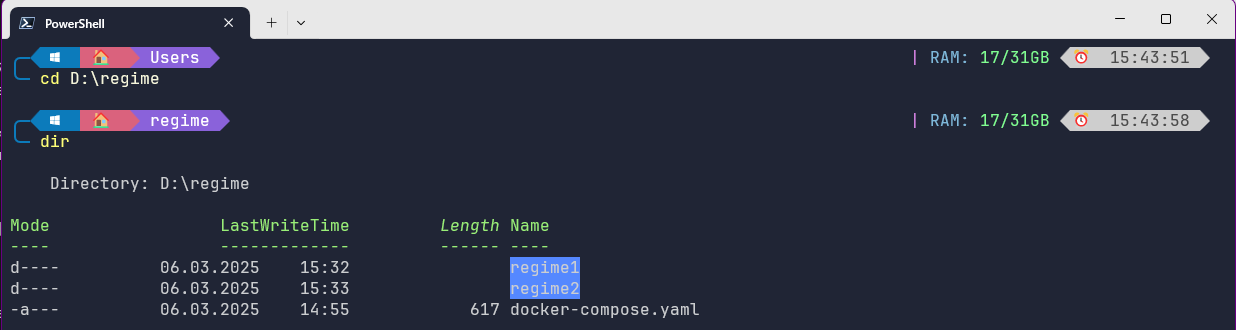 PowerShell
Users | RAM: 17/31GB 15:43:51
cd D:\regime
regime | RAM: 17/31GB 15:43:58
dir
Directory: D:\regime
Mode LastWriteTime Length Name
---- ------------- ------ ----
d---- 06.03.2025 15:32 regime1
d---- 06.03.2025 15:33 regime2
-a--- 06.03.2025 14:55 617 docker-compose.yaml